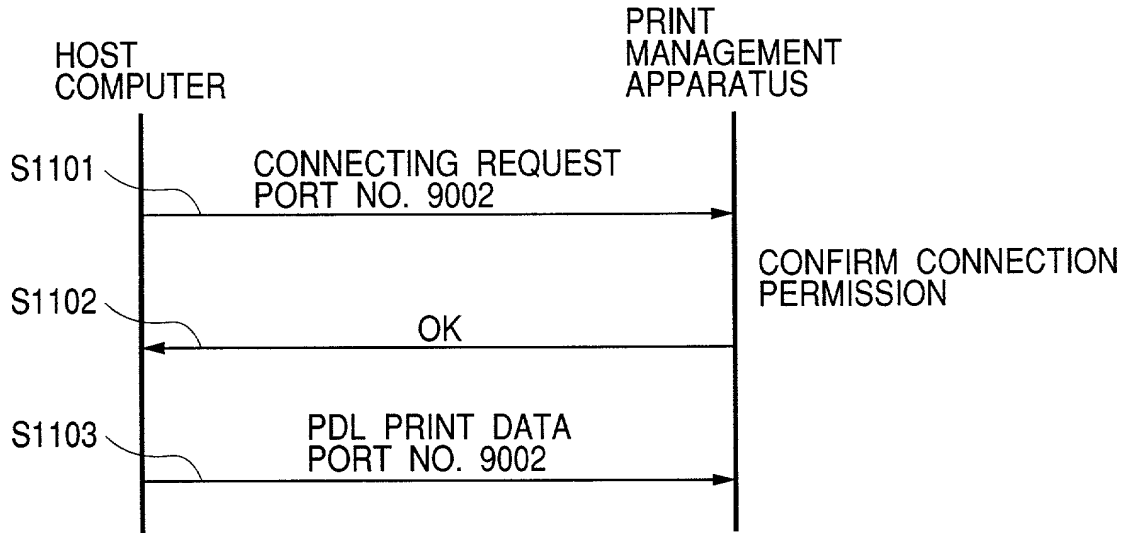 HOST
COMPUTER
PRINT
MANAGEMENT
APPARATUS
S1101
CONNECTING REQUEST
PORT NO. 9002
CONFIRM CONNECTION
PERMISSION
S1102
OK
S1103
PDL PRINT DATA
PORT NO. 9002